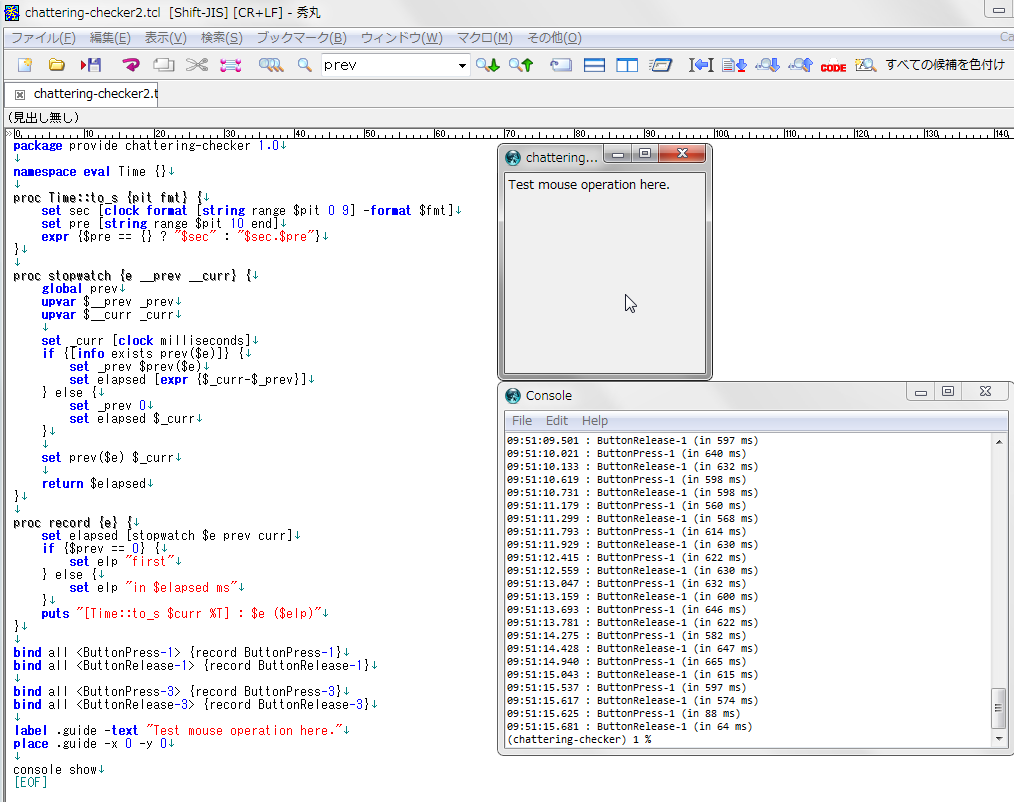 chattering-checker2.tcl [Shift-JIS] [CR+LF] - 秀丸
ファイル(F) 編集(E) 表示(V) 検索(S) ブックマーク(B) ウィンドウ(W) マクロ(M) その他(O) Ca
prev CODE すべての候補を色付け
chattering-checker2.t
(見出し無し)
0 10 20 30 40 50 60 70 80 90 100 110 120 130 140
package provide chattering-checker 1.0↓
↓
namespace eval Time {}↓
↓
proc Time::to_s {pit fmt} {↓
    set sec [clock format [string range $pit 0 9] -format $fmt]↓
    set pre [string range $pit 10 end]↓
    expr {$pre == {} ? "$sec" : "$sec.$pre"}↓
}↓
↓
proc stopwatch {e __prev __curr} {↓
    global prev↓
    upvar $__prev _prev↓
    upvar $__curr _curr↓
    ↓
    set _curr [clock milliseconds]↓
    if {[info exists prev($e)]} {↓
        set _prev $prev($e)↓
        set elapsed [expr {$_curr-$_prev}]↓
    } else {↓
        set _prev 0↓
        set elapsed $_curr↓
    }↓
    ↓
    set prev($e) $_curr↓
    ↓
    return $elapsed↓
}↓
↓
proc record {e} {↓
    set elapsed [stopwatch $e prev curr]↓
    if {$prev == 0} {↓
        set elp "first"↓
    } else {↓
        set elp "in $elapsed ms"↓
    }↓
    puts "[Time::to_s $curr %T] : $e ($elp)"↓
}↓
↓
bind all <ButtonPress-1> {record ButtonPress-1}↓
bind all <ButtonRelease-1> {record ButtonRelease-1}↓
↓
bind all <ButtonPress-3> {record ButtonPress-3}↓
bind all <ButtonRelease-3> {record ButtonRelease-3}↓
↓
label .guide -text "Test mouse operation here."↓
place .guide -x 0 -y 0↓
↓
console show↓
[EOF]
chattering...
Test mouse operation here.
Console
File Edit Help
09:51:09.501 : ButtonRelease-1 (in 597 ms)
09:51:10.021 : ButtonPress-1 (in 640 ms)
09:51:10.133 : ButtonRelease-1 (in 632 ms)
09:51:10.619 : ButtonPress-1 (in 598 ms)
09:51:10.731 : ButtonRelease-1 (in 598 ms)
09:51:11.179 : ButtonPress-1 (in 560 ms)
09:51:11.299 : ButtonRelease-1 (in 568 ms)
09:51:11.793 : ButtonPress-1 (in 614 ms)
09:51:11.929 : ButtonRelease-1 (in 630 ms)
09:51:12.415 : ButtonPress-1 (in 622 ms)
09:51:12.559 : ButtonRelease-1 (in 630 ms)
09:51:13.047 : ButtonPress-1 (in 632 ms)
09:51:13.159 : ButtonRelease-1 (in 600 ms)
09:51:13.693 : ButtonPress-1 (in 646 ms)
09:51:13.781 : ButtonRelease-1 (in 622 ms)
09:51:14.275 : ButtonPress-1 (in 582 ms)
09:51:14.428 : ButtonRelease-1 (in 647 ms)
09:51:14.940 : ButtonPress-1 (in 665 ms)
09:51:15.043 : ButtonRelease-1 (in 615 ms)
09:51:15.537 : ButtonPress-1 (in 597 ms)
09:51:15.617 : ButtonRelease-1 (in 574 ms)
09:51:15.625 : ButtonPress-1 (in 88 ms)
09:51:15.681 : ButtonRelease-1 (in 64 ms)
(chattering-checker) 1 %